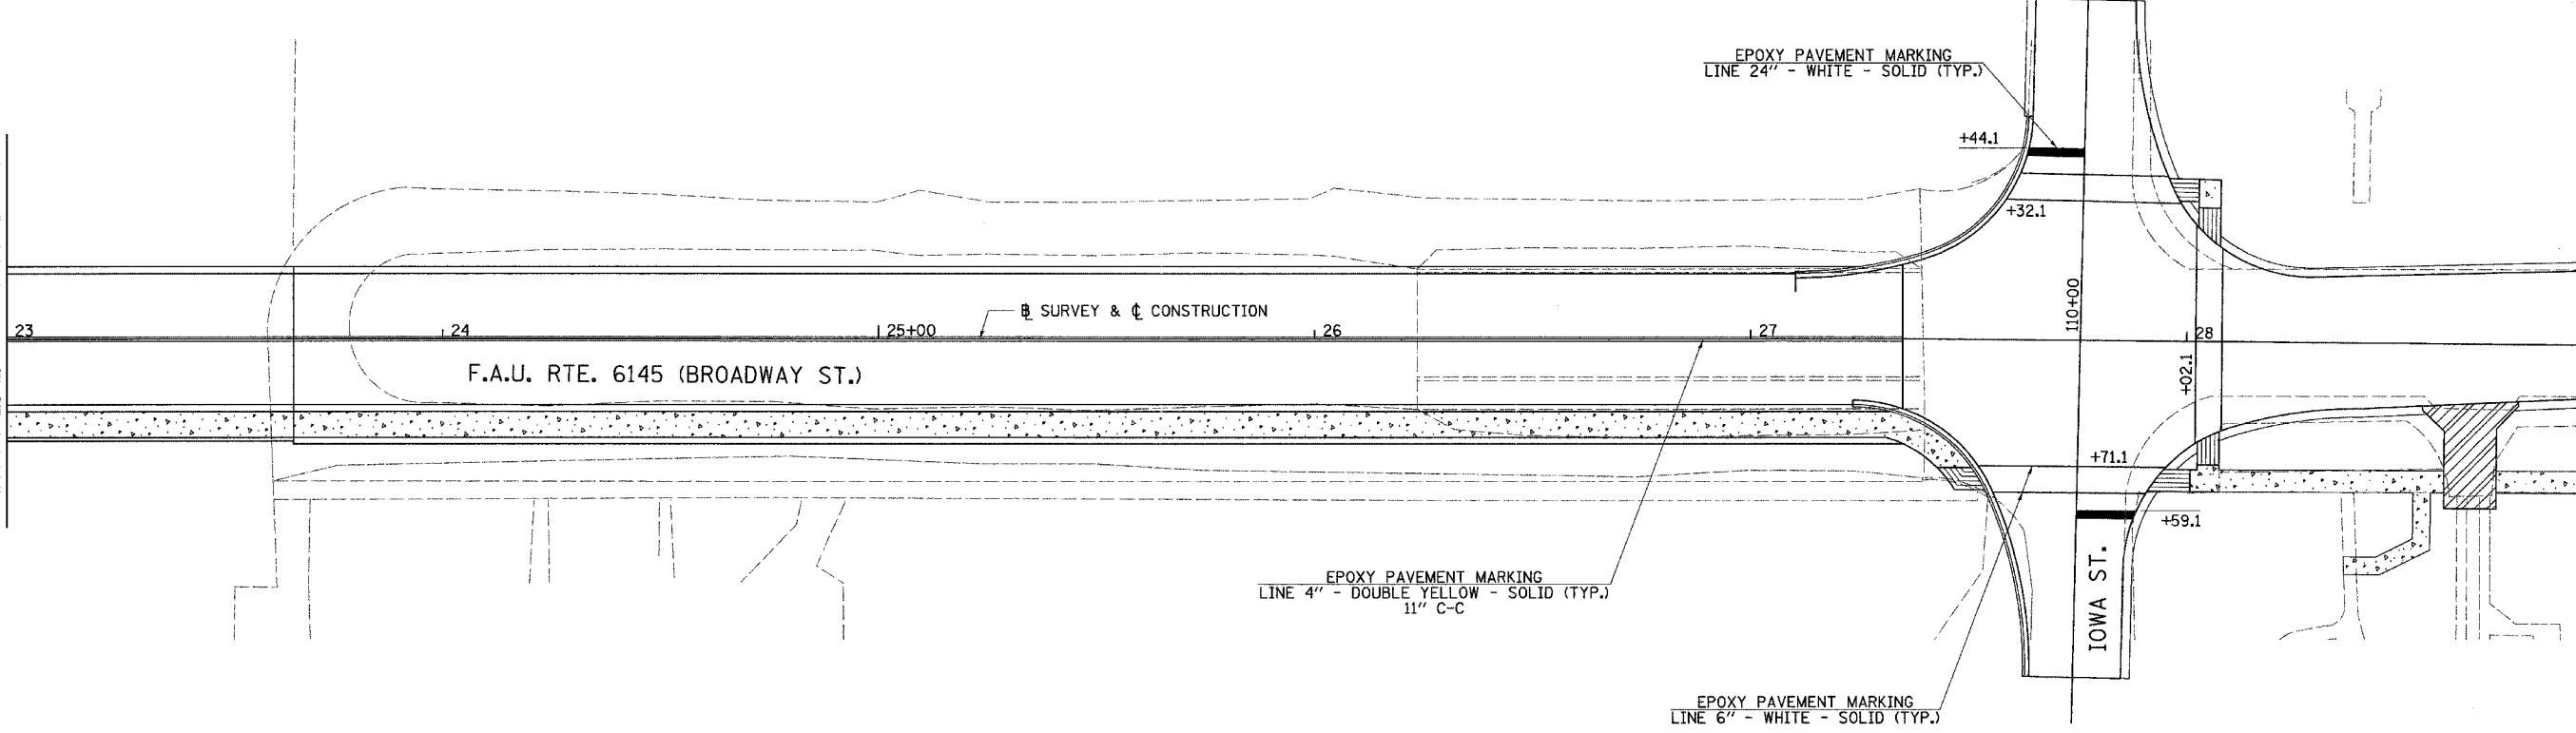 EPOXY PAVEMENT MARKING
LINE 24" - WHITE - SOLID (TYP.)
+44.1
+32.1
110+00
℄ SURVEY & ℄ CONSTRUCTION
23
24
25+00
26
27
28
F.A.U. RTE. 6145 (BROADWAY ST.)
+02.1
+71.1
+59.1
EPOXY PAVEMENT MARKING
LINE 4" - DOUBLE YELLOW - SOLID (TYP.)
11" C-C
IOWA ST.
EPOXY PAVEMENT MARKING
LINE 6" - WHITE - SOLID (TYP.)